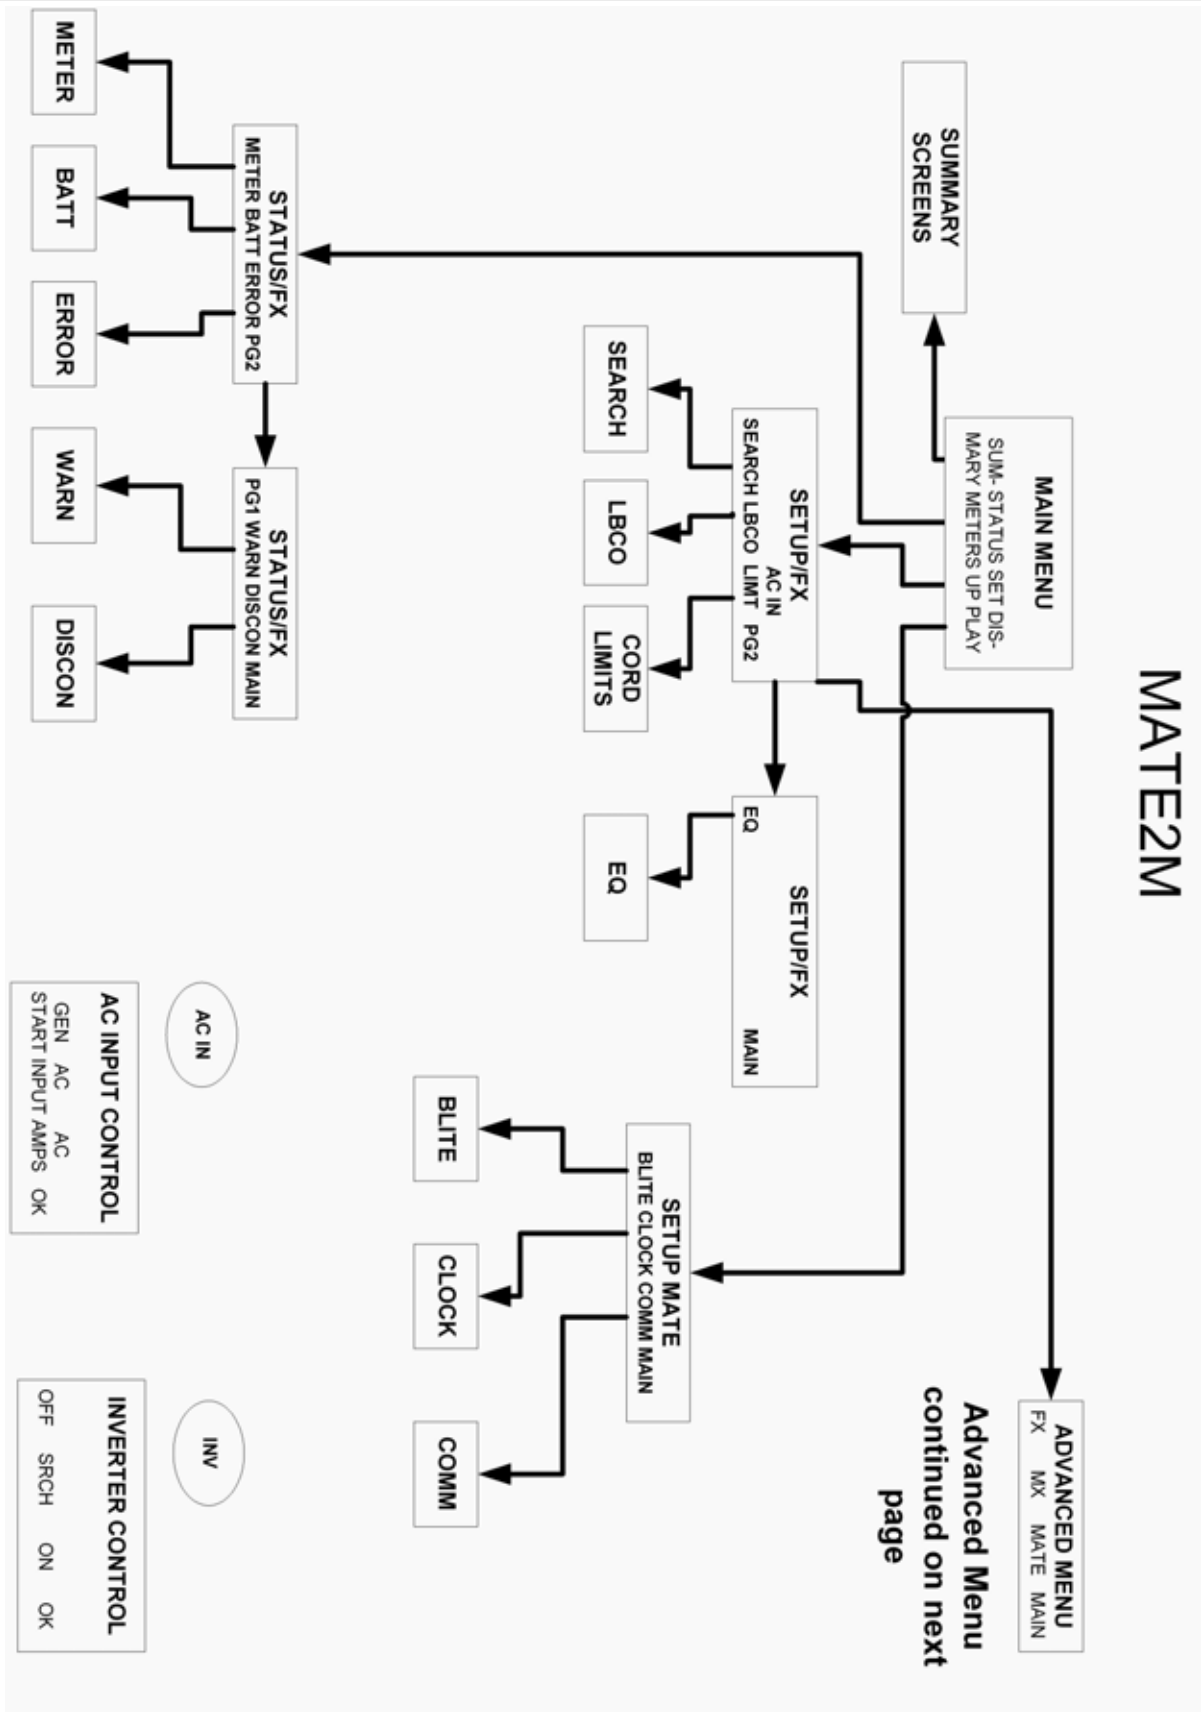 MATE2M
MAIN MENU
SUM- STATUS SET DIS-
MARY METERS UP PLAY
SUMMARY
SCREENS
ADVANCED MENU
FX MX MATE MAIN
Advanced Menu
continued on next
page
SETUP/FX
AC IN
SEARCH LBCO LIMT PG2
SETUP/FX
EQ MAIN
SEARCH
LBCO
CORD
LIMITS
EQ
SETUP MATE
BLITE CLOCK COMM MAIN
BLITE
CLOCK
COMM
STATUS/FX
METER BATT ERROR PG2
STATUS/FX
PG1 WARN DISCON MAIN
METER
BATT
ERROR
WARN
DISCON
AC IN
AC INPUT CONTROL
GEN AC AC
START INPUT AMPS OK
INV
INVERTER CONTROL
OFF SRCH ON OK